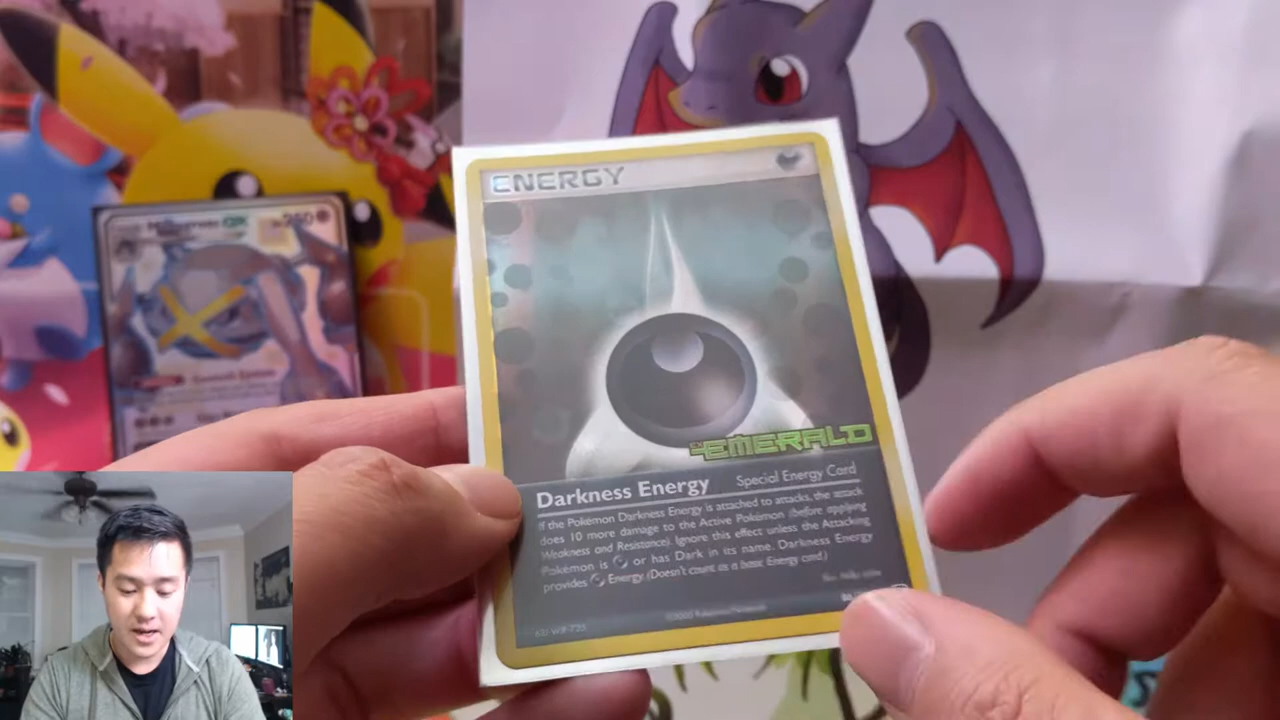 ENERGY
ex EMERALD
Darkness Energy Special Energy Card
If the Pokémon Darkness Energy is attached to attacks, the attack
does 10 more damage to the Active Pokémon (before applying
Weakness and Resistance). Ignore this effect unless the Attacking
Pokémon is or has Dark in its name. Darkness Energy
provides Energy. (Doesn't count as a basic Energy card.)